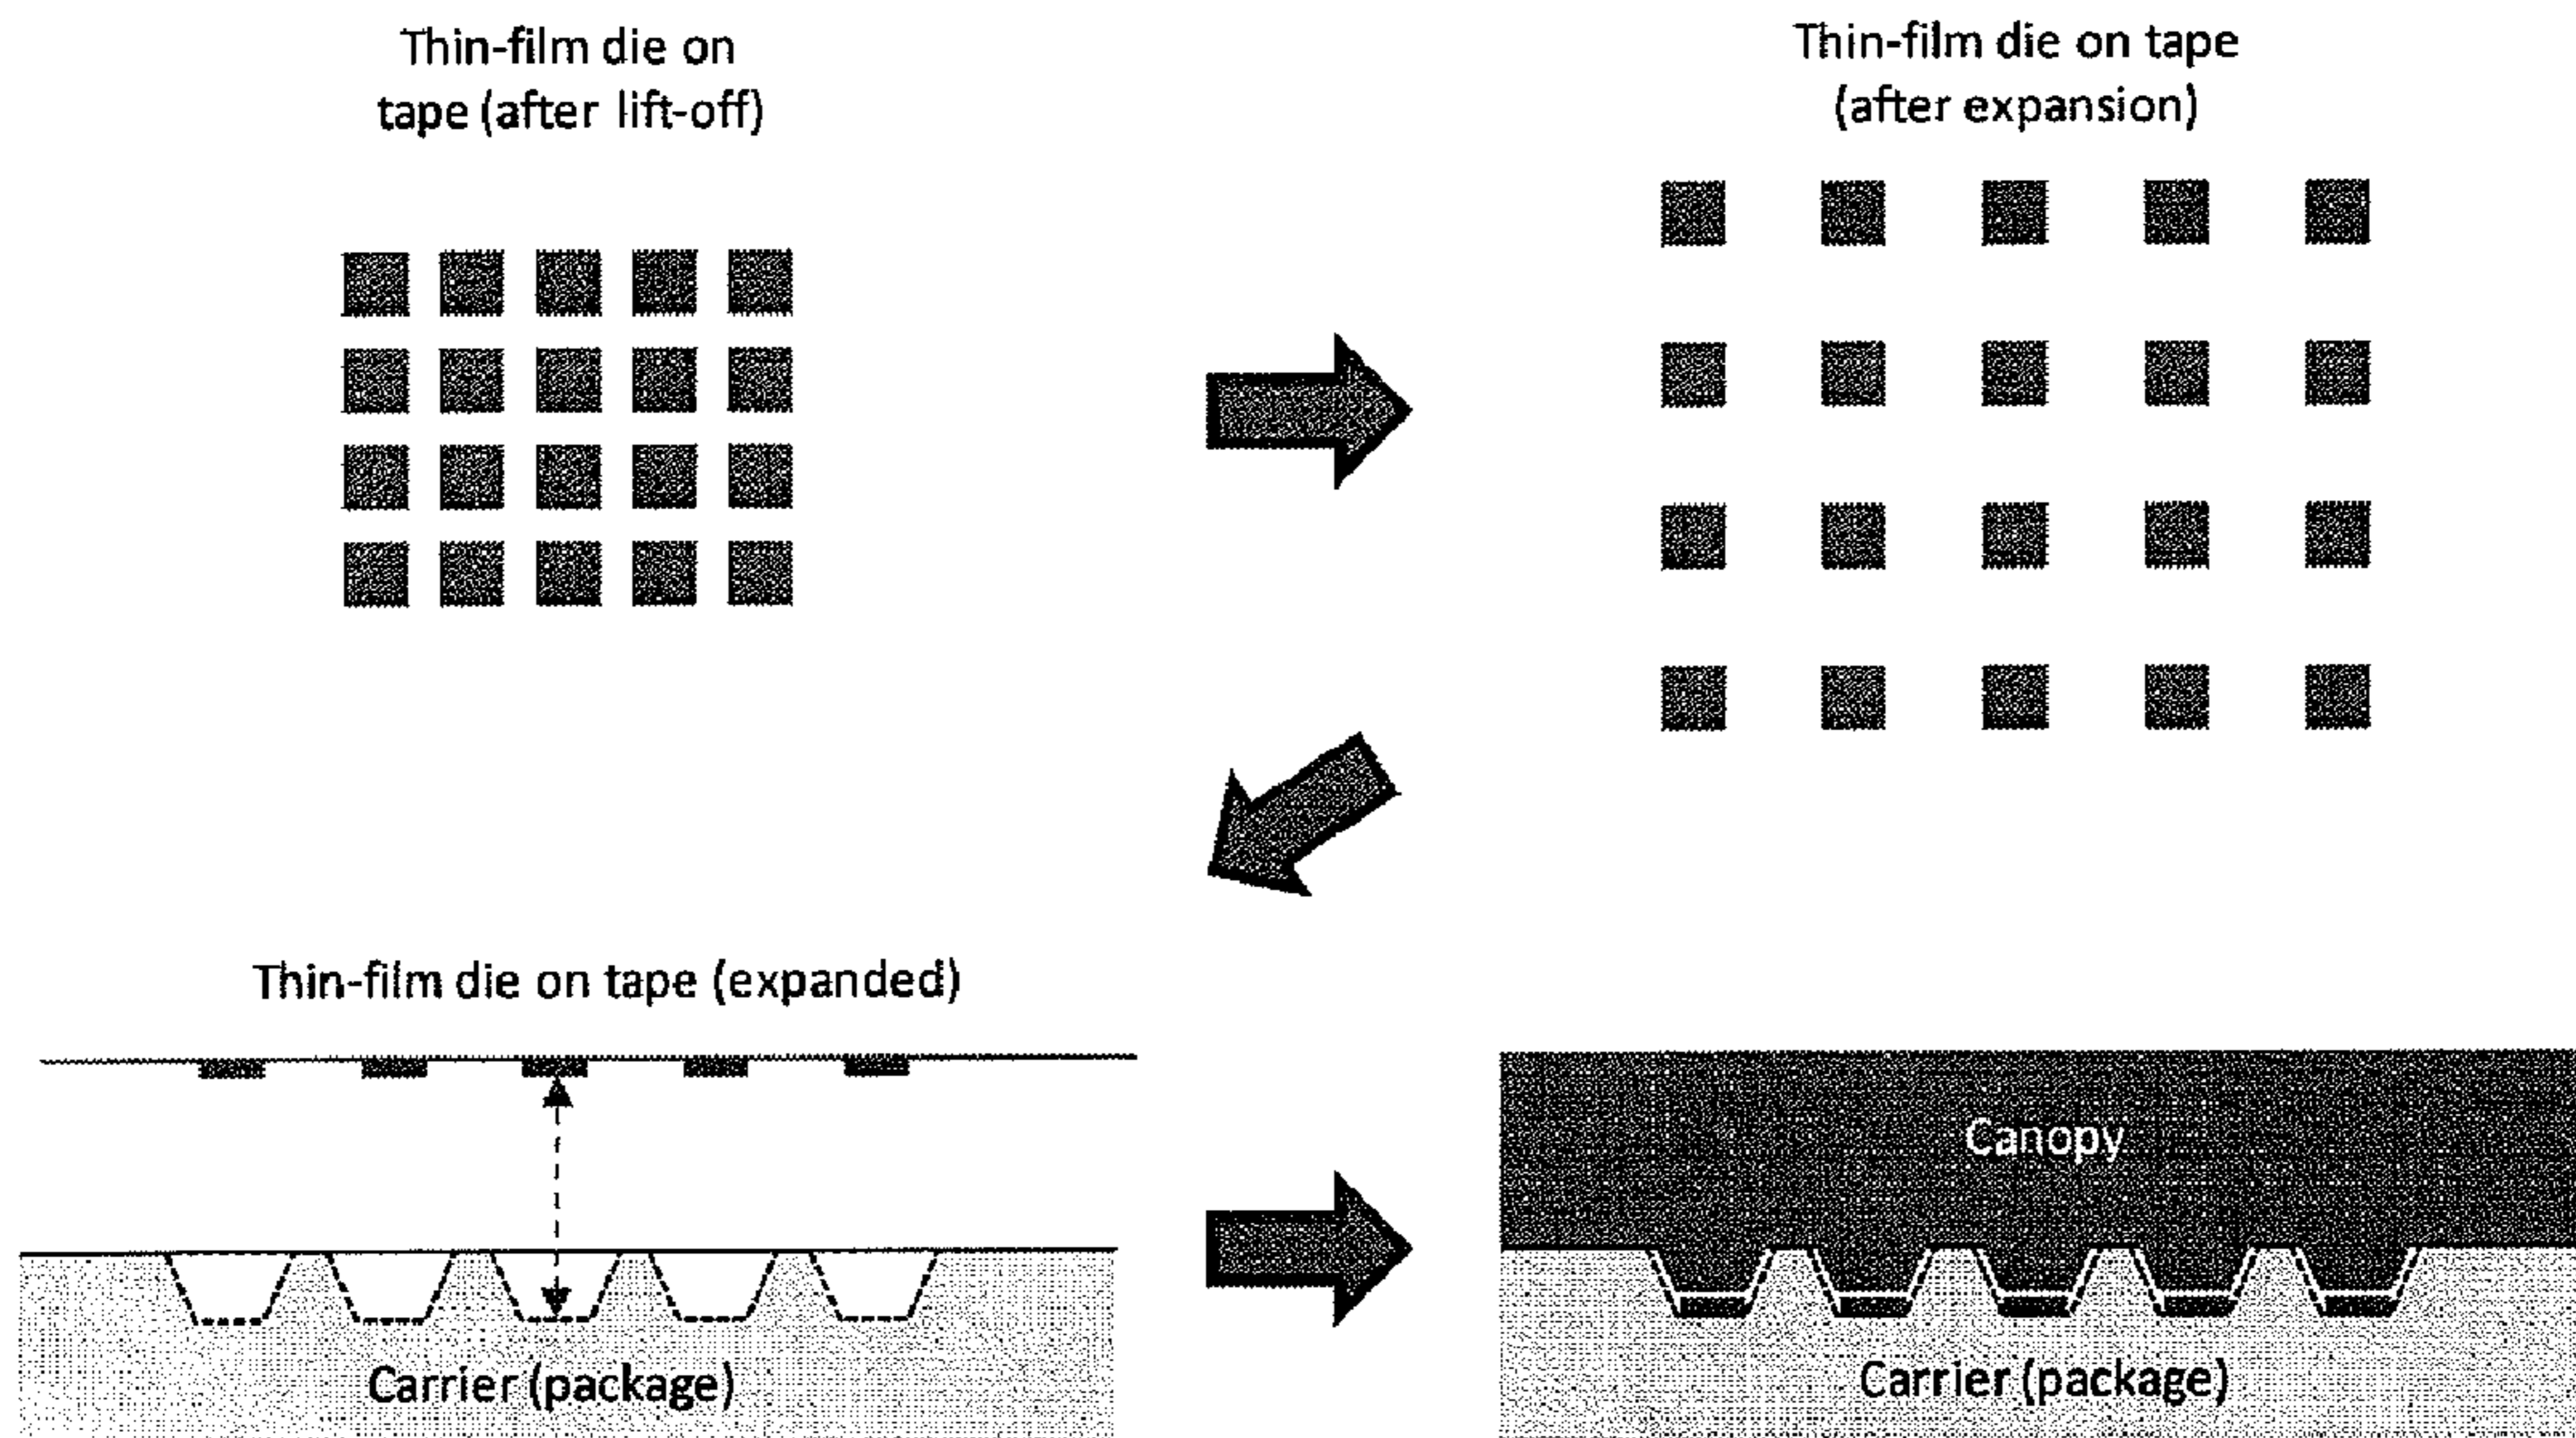 Thin-film die on
tape (after lift-off)
Thin-film die on tape
(after expansion)
Thin-film die on tape (expanded)
Carrier (package)
Canopy
Carrier (package)